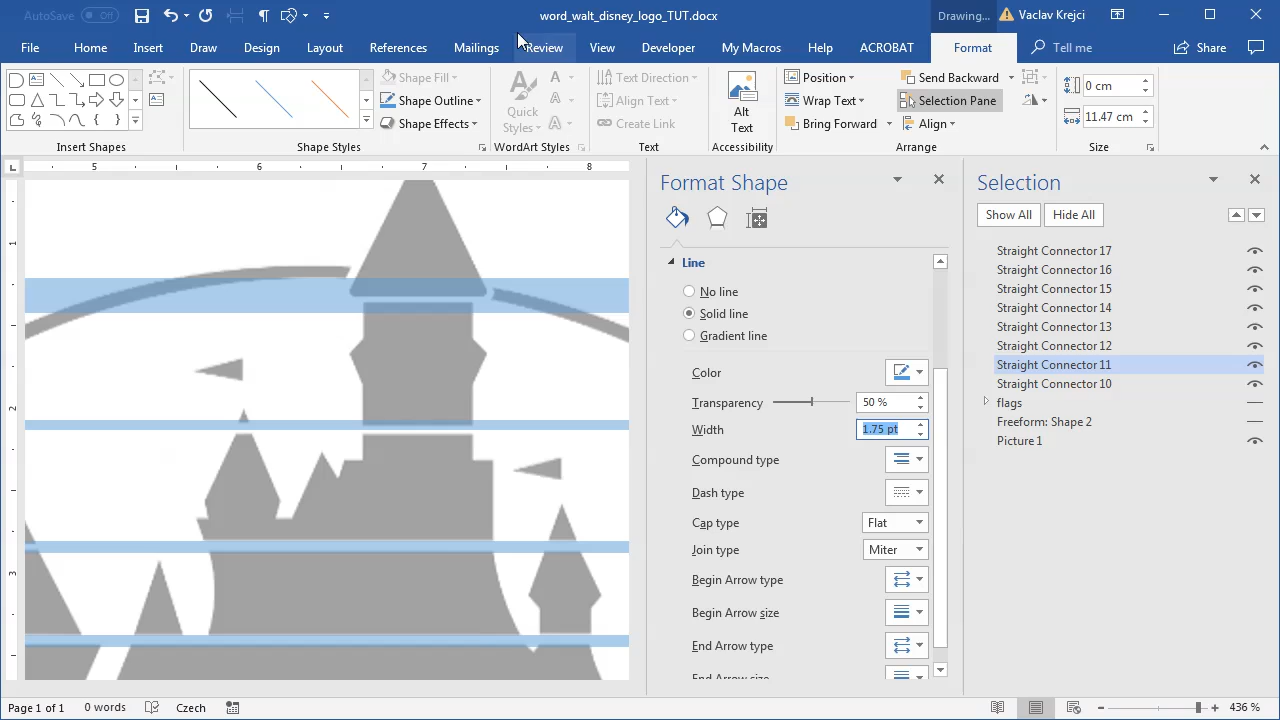 AutoSave Off
word_walt_disney_logo_TUT.docx
Drawing... Vaclav Krejci
File Home Insert Draw Design Layout References Mailings Review View Developer My Macros Help ACROBAT Format Tell me Share
Shape Fill
Shape Outline
Shape Effects
Quick Styles
Text Direction
Align Text
Create Link
Alt Text
Position
Wrap Text
Bring Forward
Send Backward
Selection Pane
Align
0 cm
11.47 cm
Insert Shapes Shape Styles WordArt Styles Text Accessibility Arrange Size
5 6 7 8
1
2
3
Format Shape
Line
No line
Solid line
Gradient line
Color
Transparency 50 %
Width 1.75 pt
Compound type
Dash type
Cap type Flat
Join type Miter
Begin Arrow type
Begin Arrow size
End Arrow type
End Arrow size
Selection
Show All Hide All
Straight Connector 17
Straight Connector 16
Straight Connector 15
Straight Connector 14
Straight Connector 13
Straight Connector 12
Straight Connector 11
Straight Connector 10
flags
Freeform: Shape 2
Picture 1
Page 1 of 1 0 words Czech 436 %